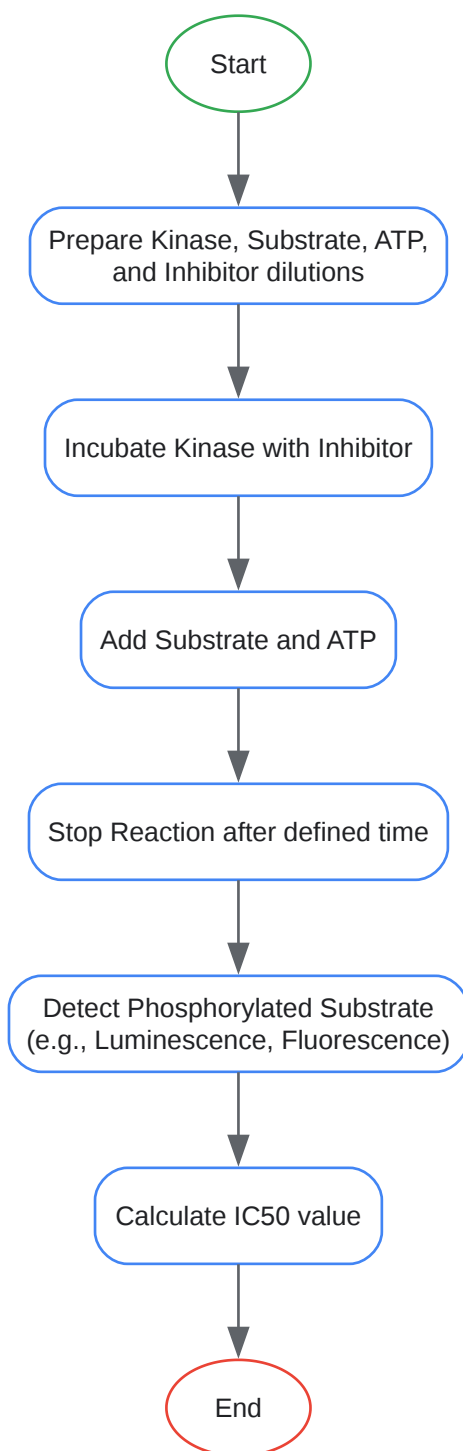 Start
Prepare Kinase, Substrate, ATP,
and Inhibitor dilutions
Incubate Kinase with Inhibitor
Add Substrate and ATP
Stop Reaction after defined time
Detect Phosphorylated Substrate
(e.g., Luminescence, Fluorescence)
Calculate IC50 value
End